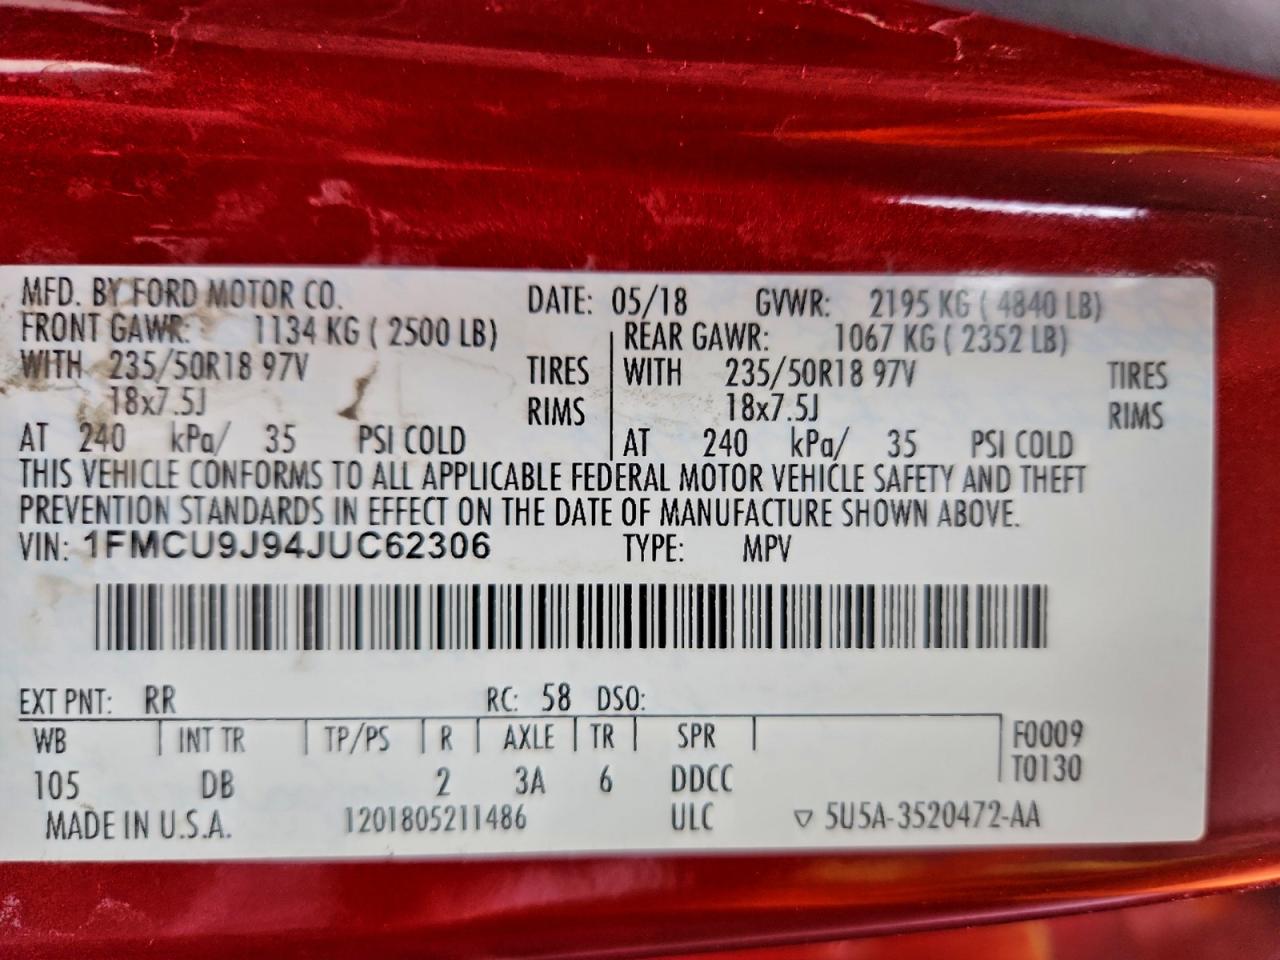 MFD. BY FORD MOTOR CO. DATE: 05/18 GVWR: 2195 KG ( 4840 LB)
FRONT GAWR: 1134 KG ( 2500 LB) REAR GAWR: 1067 KG ( 2352 LB)
WITH 235/50R18 97V TIRES WITH 235/50R18 97V TIRES
18x7.5J RIMS 18x7.5J RIMS
AT 240 kPa/ 35 PSI COLD AT 240 kPa/ 35 PSI COLD
THIS VEHICLE CONFORMS TO ALL APPLICABLE FEDERAL MOTOR VEHICLE SAFETY AND THEFT
PREVENTION STANDARDS IN EFFECT ON THE DATE OF MANUFACTURE SHOWN ABOVE.
VIN: 1FMCU9J94JUC62306 TYPE: MPV
EXT PNT: RR RC: 58 DSO:
WB INT TR TP/PS R AXLE TR SPR F0009
105 DB 2 3A 6 DDCC T0130
MADE IN U.S.A. 1201805211486 ULC ▽ 5U5A-3520472-AA